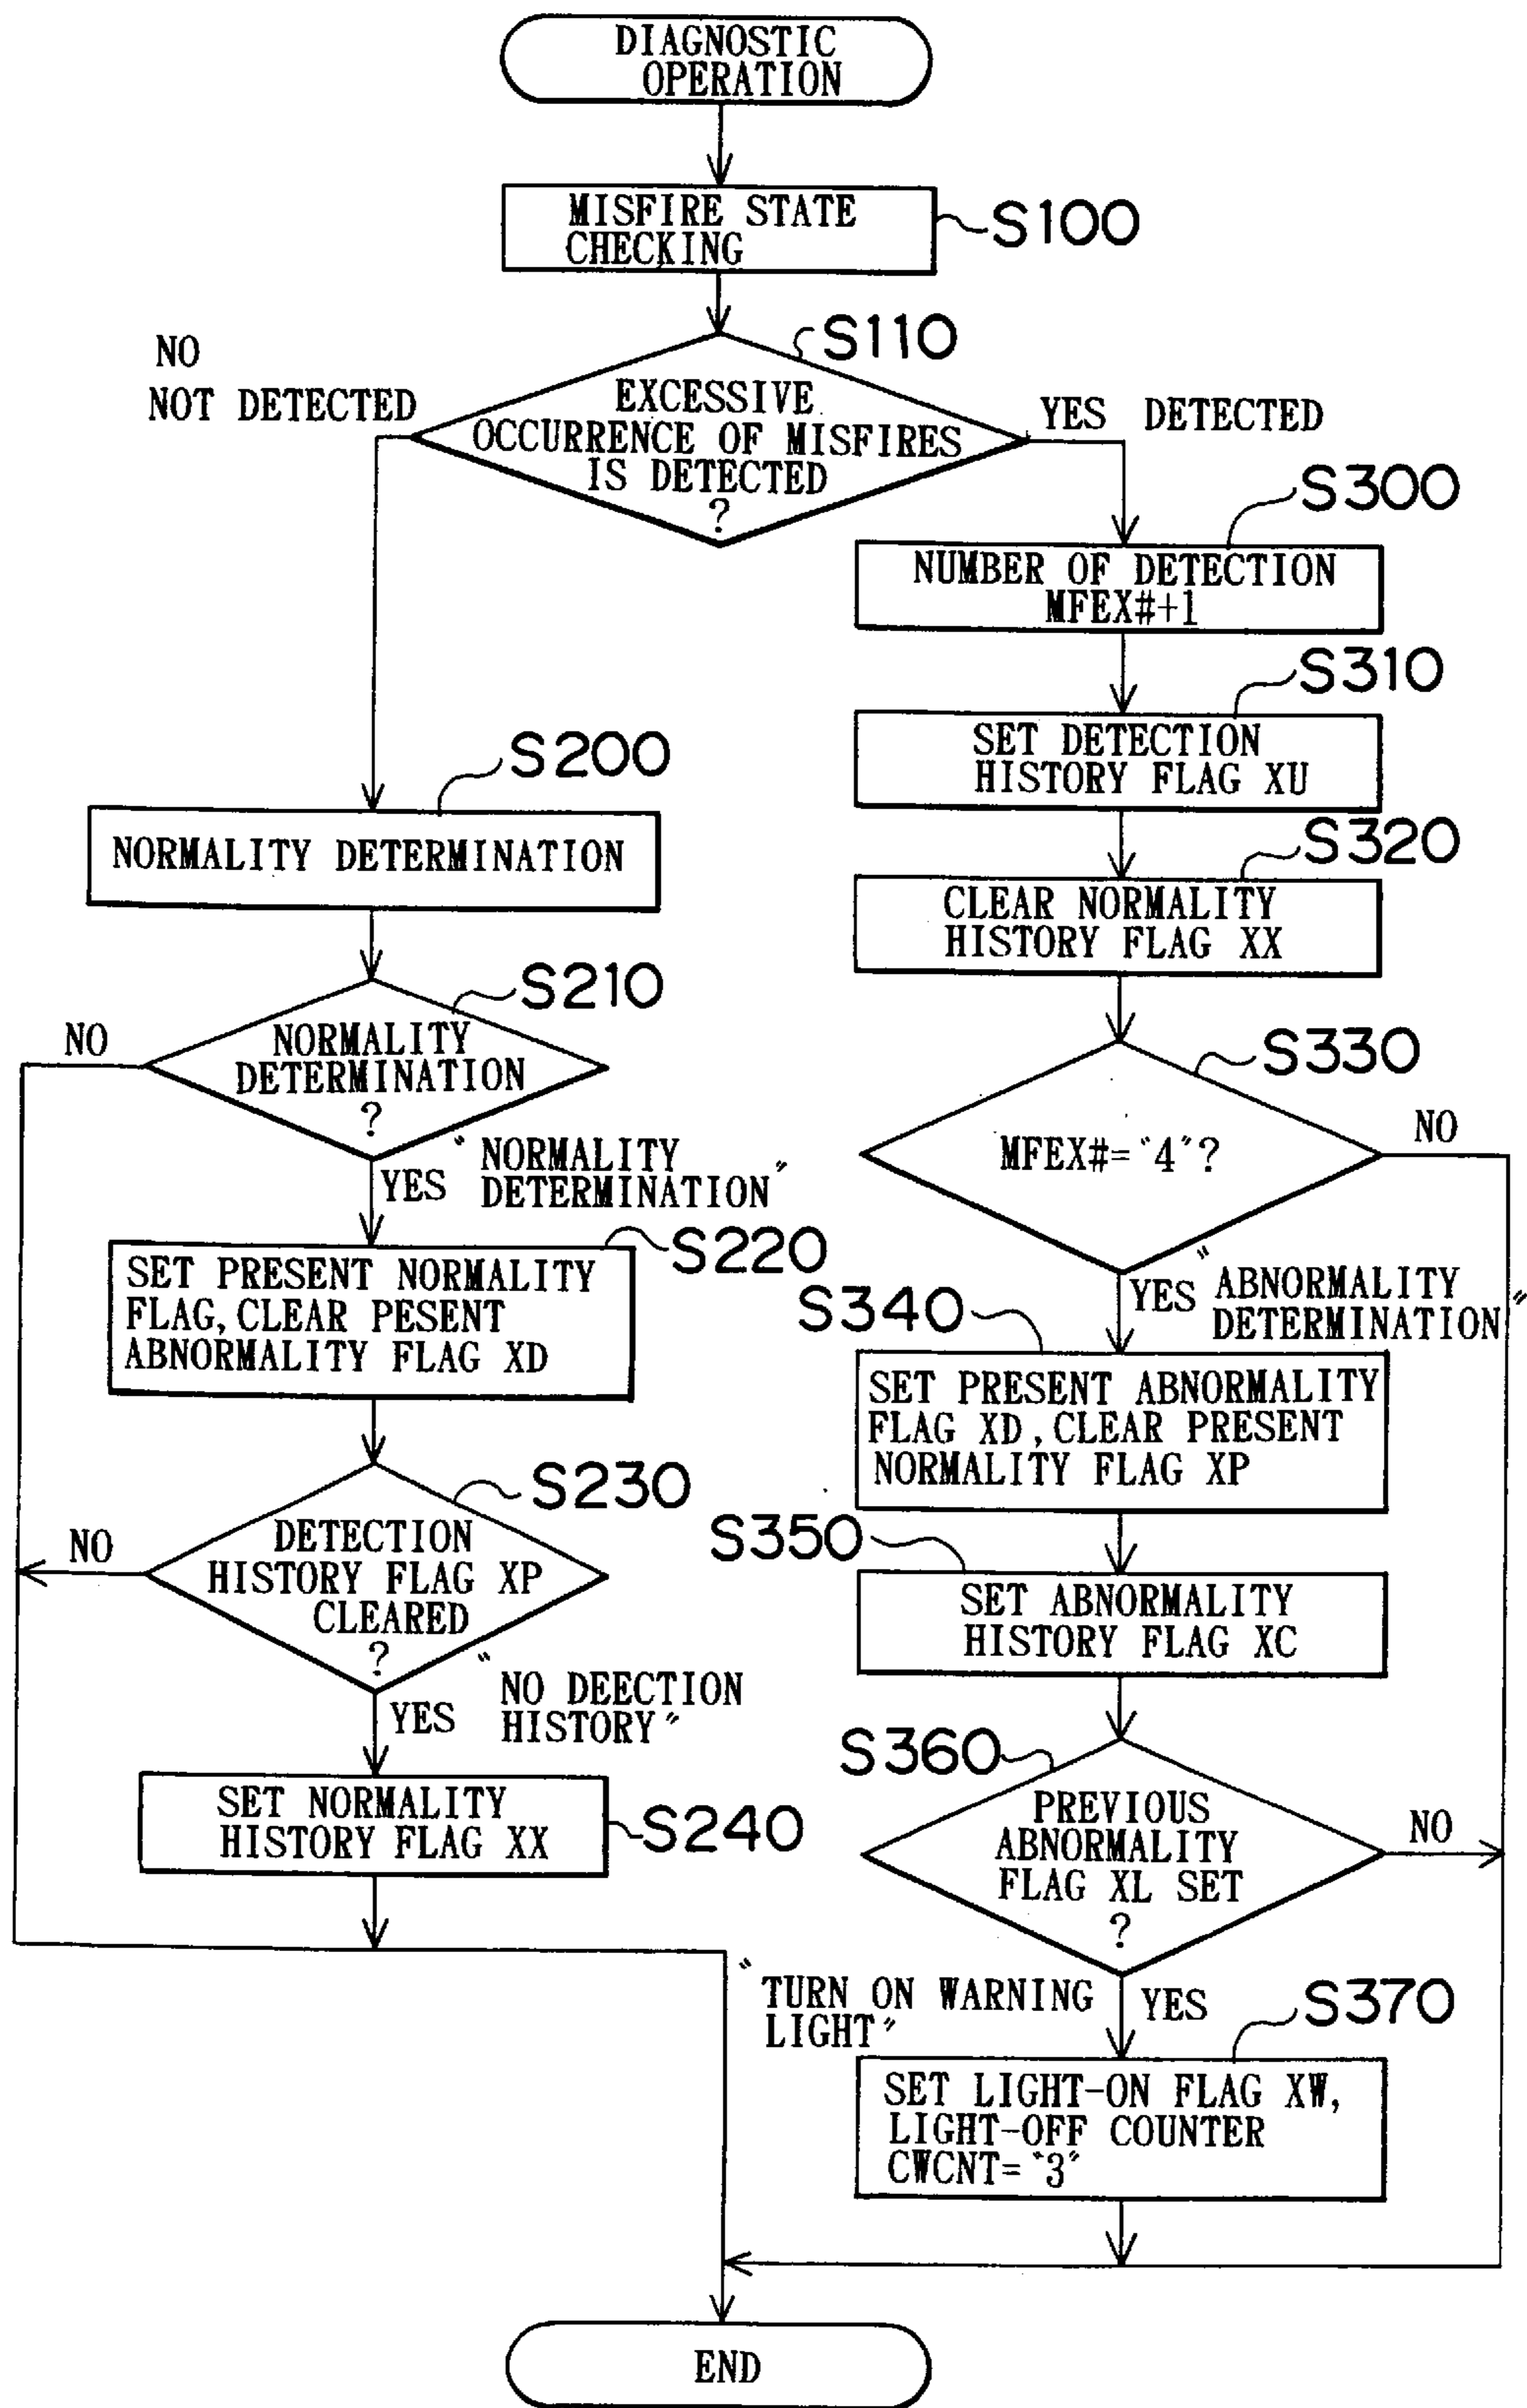 DIAGNOSTIC
OPERATION
MISFIRE STATE
CHECKING
S100
S110
NO
NOT DETECTED
EXCESSIVE
OCCURRENCE OF MISFIRES
IS DETECTED
?
YES DETECTED
S300
NUMBER OF DETECTION
MFEX#+1
S310
SET DETECTION
HISTORY FLAG XU
S320
CLEAR NORMALITY
HISTORY FLAG XX
S330
MFEX#="4"?
NO
YES
"ABNORMALITY
DETERMINATION"
S340
SET PRESENT ABNORMALITY
FLAG XD, CLEAR PRESENT
NORMALITY FLAG XP
S350
SET ABNORMALITY
HISTORY FLAG XC
S360
PREVIOUS
ABNORMALITY
FLAG XL SET
?
NO
"TURN ON WARNING
LIGHT"
YES
S370
SET LIGHT-ON FLAG XW,
LIGHT-OFF COUNTER
CWCNT="3"
S200
NORMALITY DETERMINATION
S210
NO
NORMALITY
DETERMINATION
?
YES
"NORMALITY
DETERMINATION"
S220
SET PRESENT NORMALITY
FLAG, CLEAR PESENT
ABNORMALITY FLAG XD
S230
NO
DETECTION
HISTORY FLAG XP
CLEARED
?
YES
"NO DEECTION
HISTORY"
SET NORMALITY
HISTORY FLAG XX
S240
END